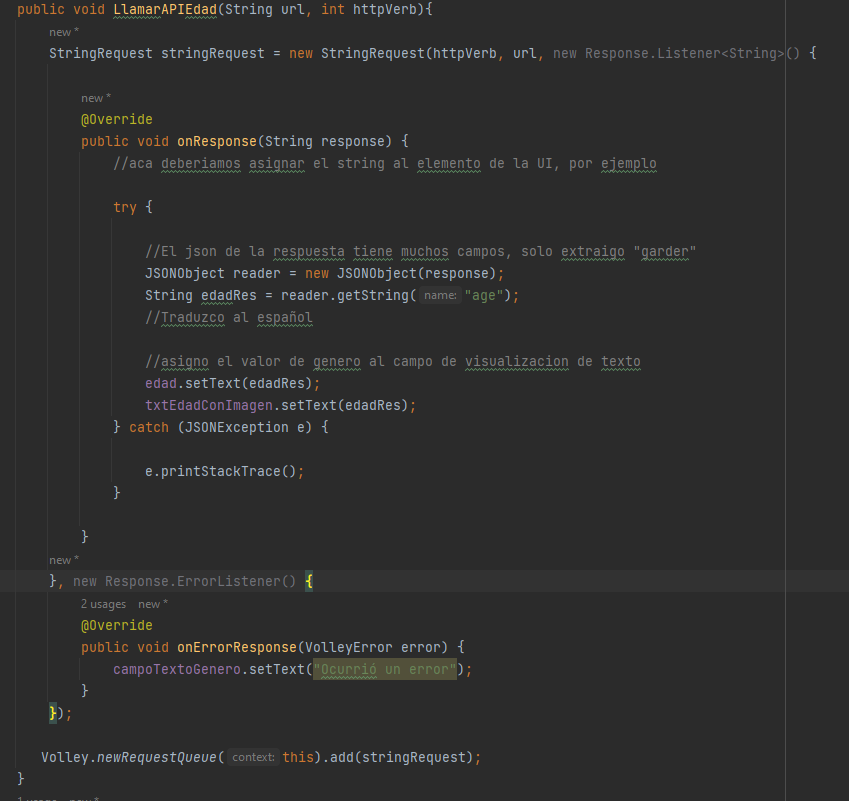 public void LlamarAPIEdad(String url, int httpVerb){
new *
StringRequest stringRequest = new StringRequest(httpVerb, url, new Response.Listener<String>() {
new *
@Override
public void onResponse(String response) {
//aca deberiamos asignar el string al elemento de la UI, por ejemplo
try {
//El json de la respuesta tiene muchos campos, solo extraigo "garder"
JSONObject reader = new JSONObject(response);
String edadRes = reader.getString( name: "age");
//Traduzco al español
//asigno el valor de genero al campo de visualizacion de texto
edad.setText(edadRes);
txtEdadConImagen.setText(edadRes);
} catch (JSONException e) {
e.printStackTrace();
}
}
new *
}, new Response.ErrorListener() {
2 usages new *
@Override
public void onErrorResponse(VolleyError error) {
campoTextoGenero.setText("Ocurrió un error");
}
});
Volley.newRequestQueue( context: this).add(stringRequest);
}
1 usage new *